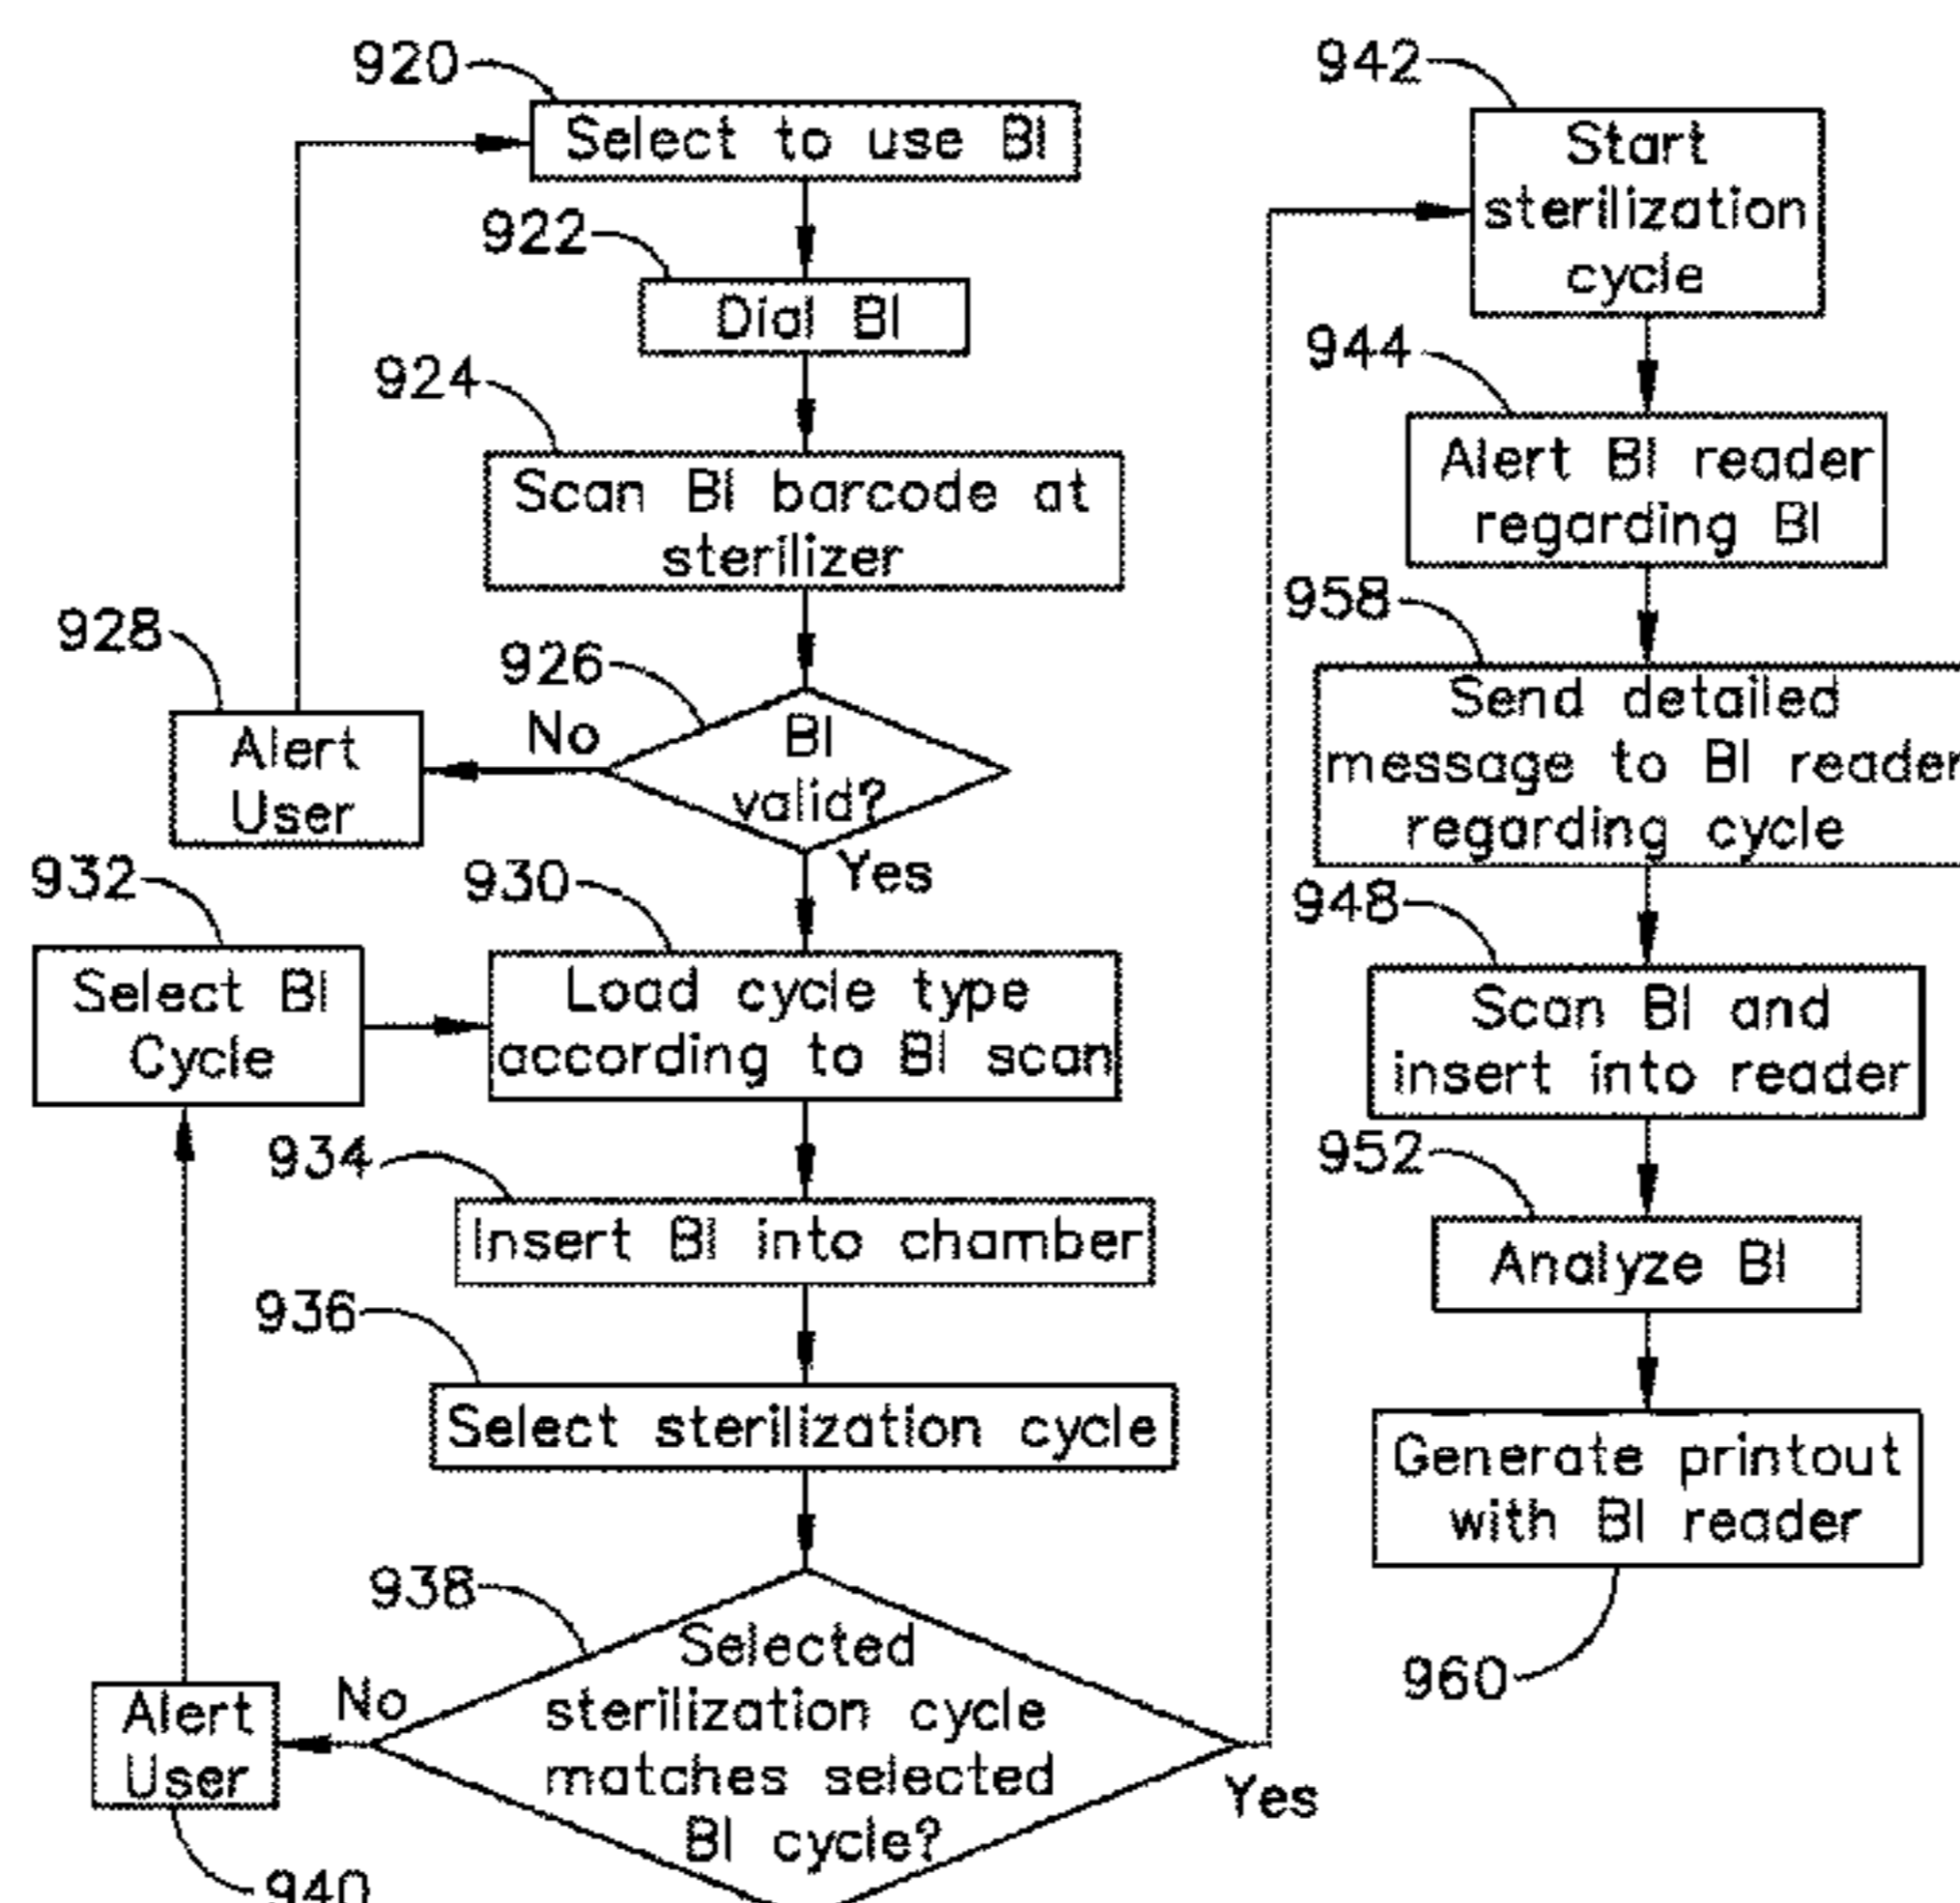 920
Select to use BI
922
Dial BI
924
Scan BI barcode at
sterilizer
926
BI
valid?
No
928
Alert
User
Yes
930
Load cycle type
according to BI scan
932
Select BI
Cycle
934
Insert BI into chamber
936
Select sterilization cycle
938
Selected
sterilization cycle
matches selected
BI cycle?
No
Alert
User
940
Yes
942
Start
sterilization
cycle
944
Alert BI reader
regarding BI
958
Send detailed
message to BI reader
regarding cycle
948
Scan BI and
insert into reader
952
Analyze BI
Generate printout
with BI reader
960